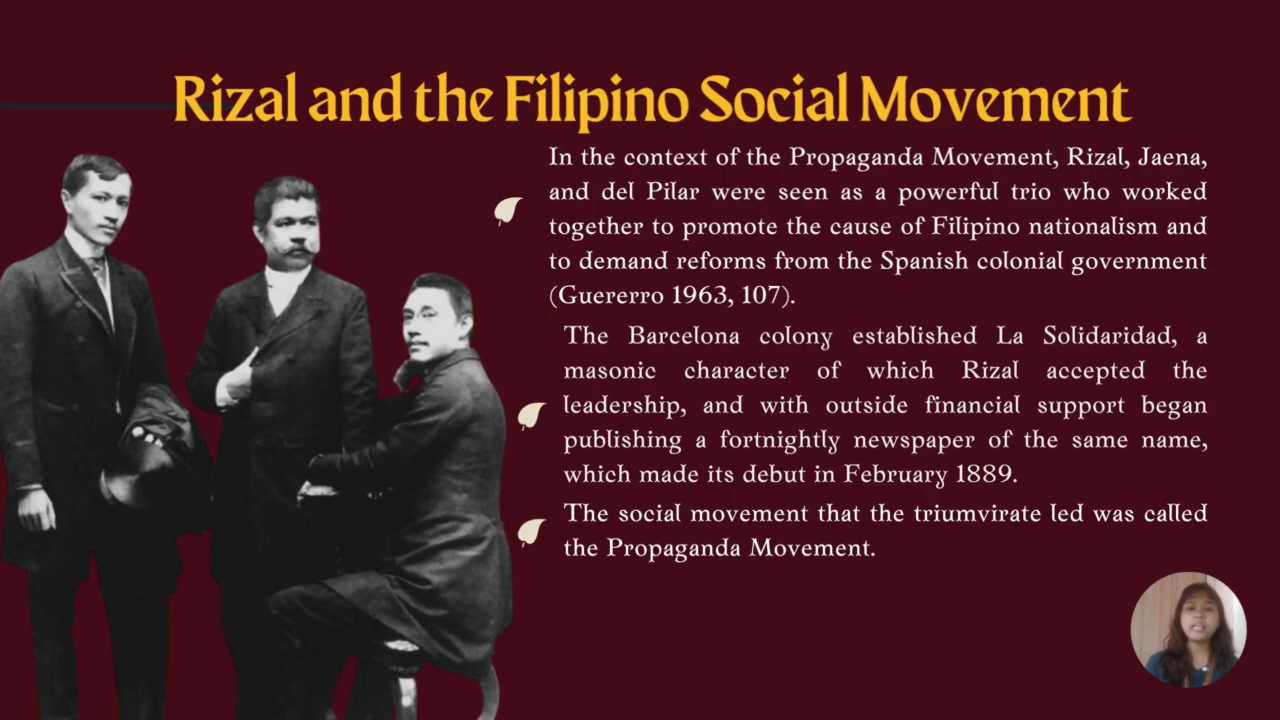 Rizal and the Filipino Social Movement
In the context of the Propaganda Movement, Rizal, Jaena,
and del Pilar were seen as a powerful trio who worked
together to promote the cause of Filipino nationalism and
to demand reforms from the Spanish colonial government
(Guererro 1963, 107).
The Barcelona colony established La Solidaridad, a
masonic character of which Rizal accepted the
leadership, and with outside financial support began
publishing a fortnightly newspaper of the same name,
which made its debut in February 1889.
The social movement that the triumvirate led was called
the Propaganda Movement.